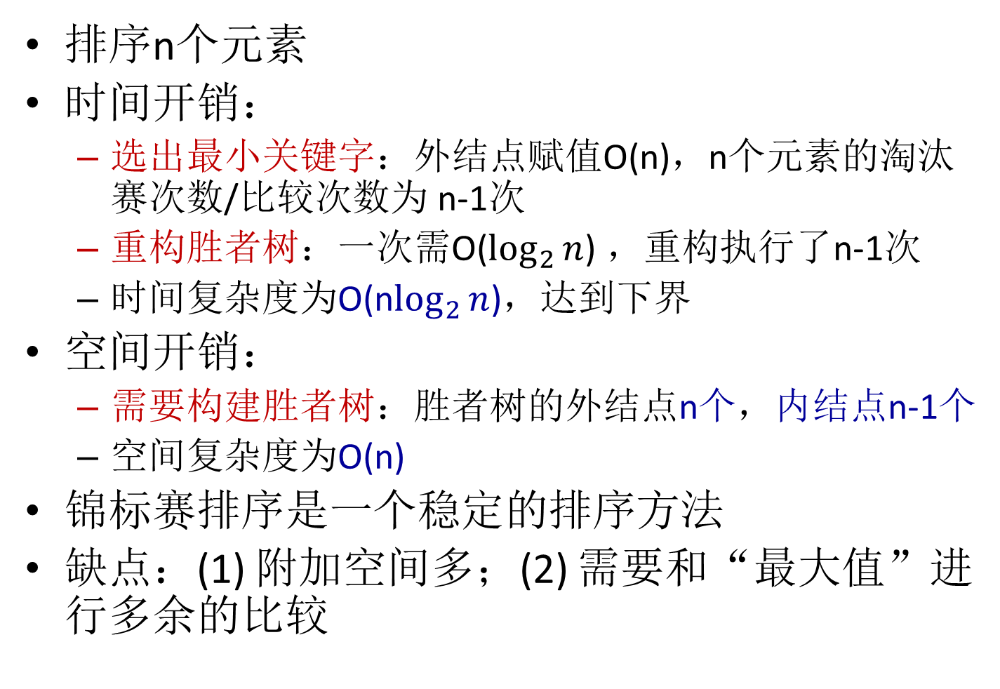 • 排序n个元素
• 时间开销：
– 选出最小关键字：外结点赋值O(n)，n个元素的淘汰
赛次数/比较次数为 n-1次
– 重构胜者树：一次需O(log₂ n) ，重构执行了n-1次
– 时间复杂度为O(nlog₂ n)，达到下界
• 空间开销：
– 需要构建胜者树：胜者树的外结点n个，内结点n-1个
– 空间复杂度为O(n)
• 锦标赛排序是一个稳定的排序方法
• 缺点：(1) 附加空间多；(2) 需要和“最大值”进
行多余的比较